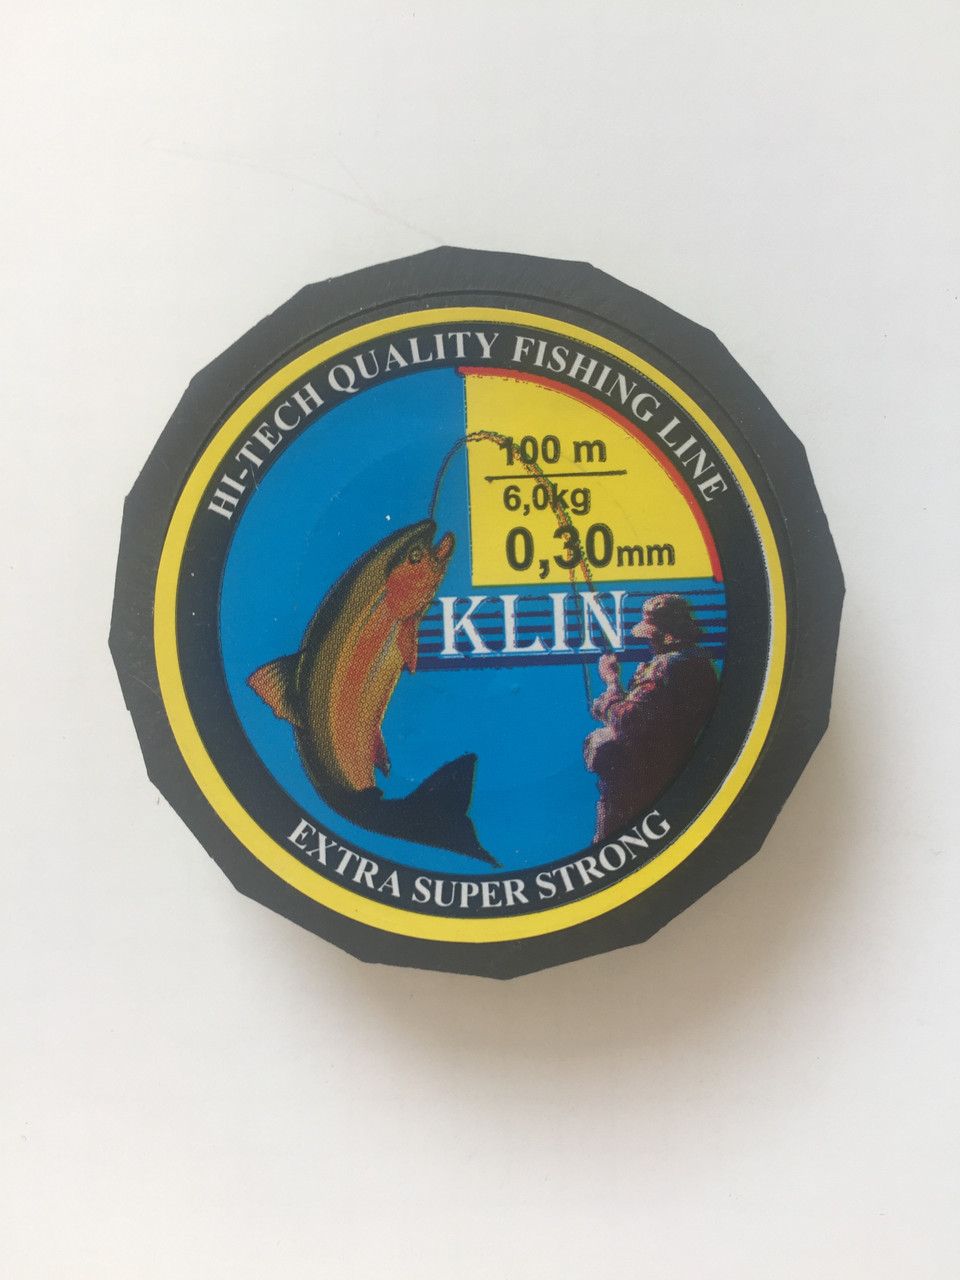 HI-TECH QUALITY FISHING LINE
100 m
6,0kg
0,30mm
KLIN
EXTRA SUPER STRONG